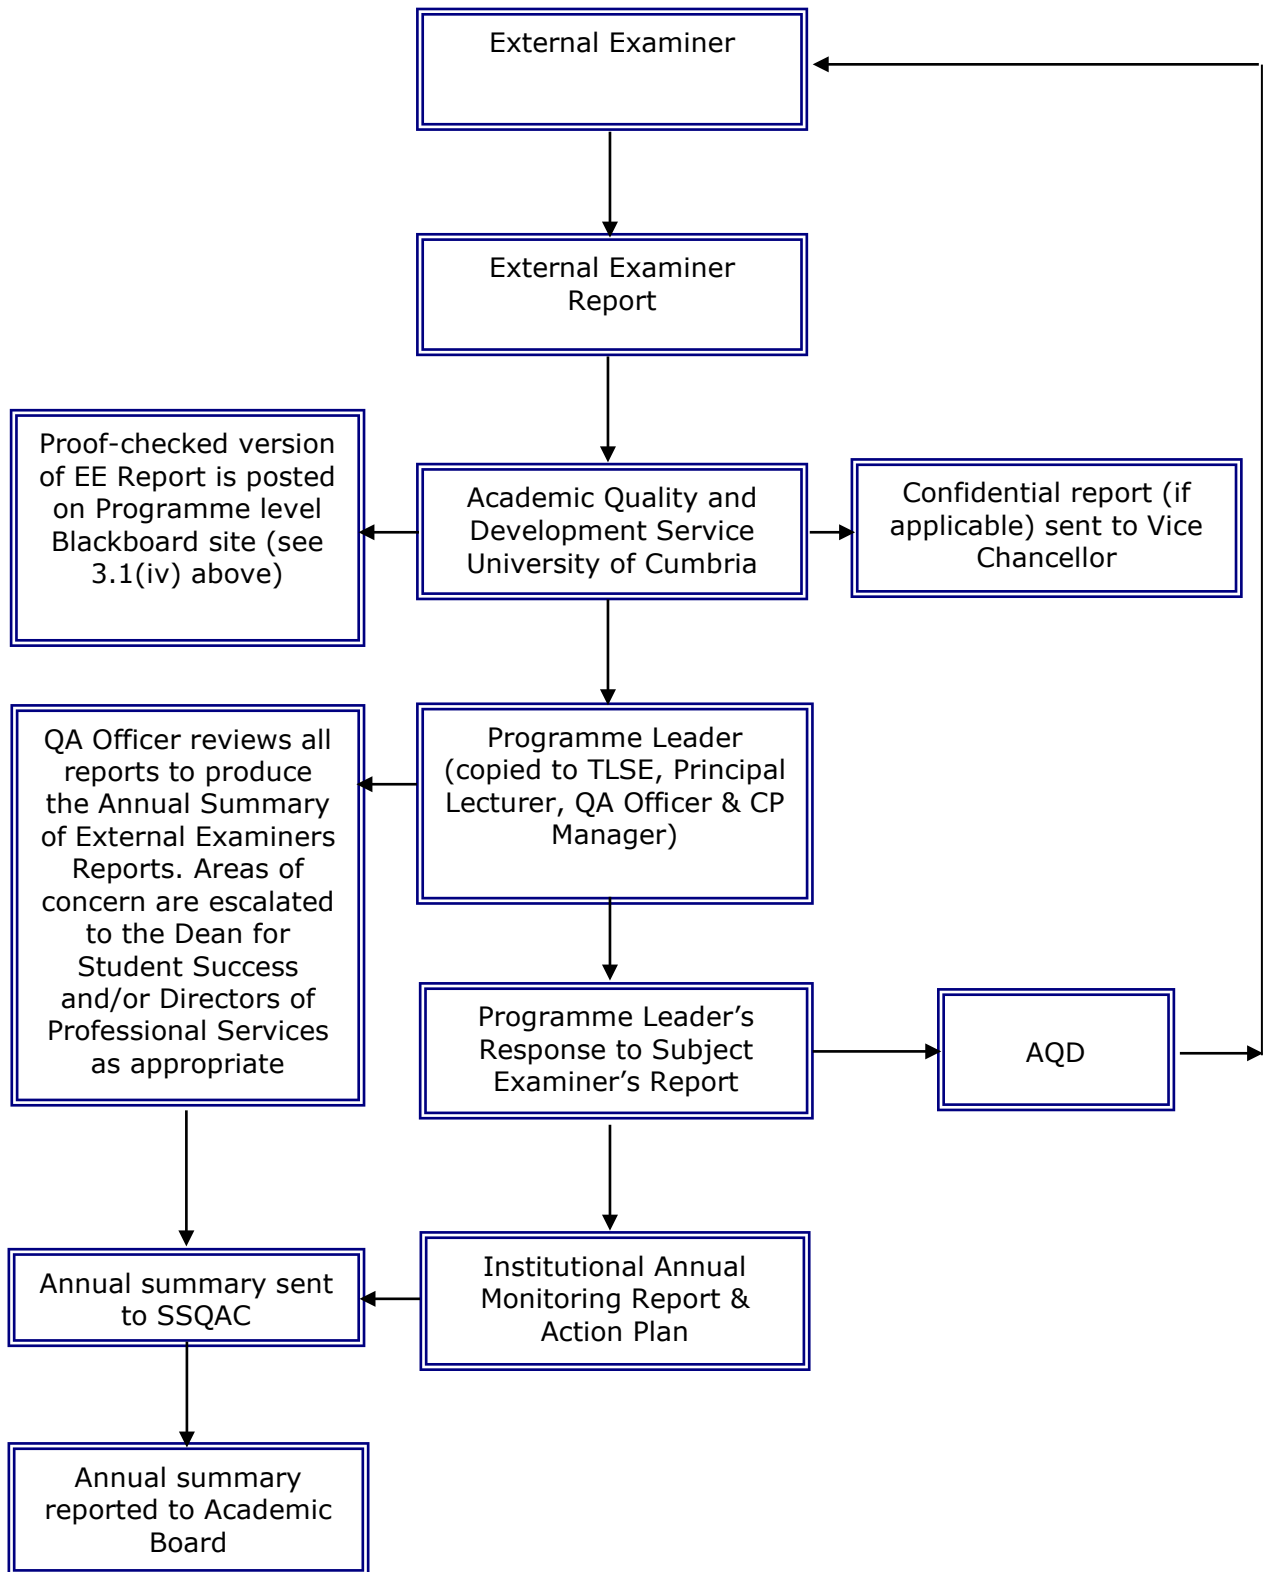 External Examiner
External Examiner
Report
Proof-checked version
of EE Report is posted
on Programme level
Blackboard site (see
3.1(iv) above)
Academic Quality and
Development Service
University of Cumbria
Confidential report (if
applicable) sent to Vice
Chancellor
QA Officer reviews all
reports to produce
the Annual Summary
of External Examiners
Reports. Areas of
concern are escalated
to the Dean for
Student Success
and/or Directors of
Professional Services
as appropriate
Programme Leader
(copied to TLSE, Principal
Lecturer, QA Officer & CP
Manager)
Programme Leader’s
Response to Subject
Examiner’s Report
AQD
Annual summary sent
to SSQAC
Institutional Annual
Monitoring Report &
Action Plan
Annual summary
reported to Academic
Board